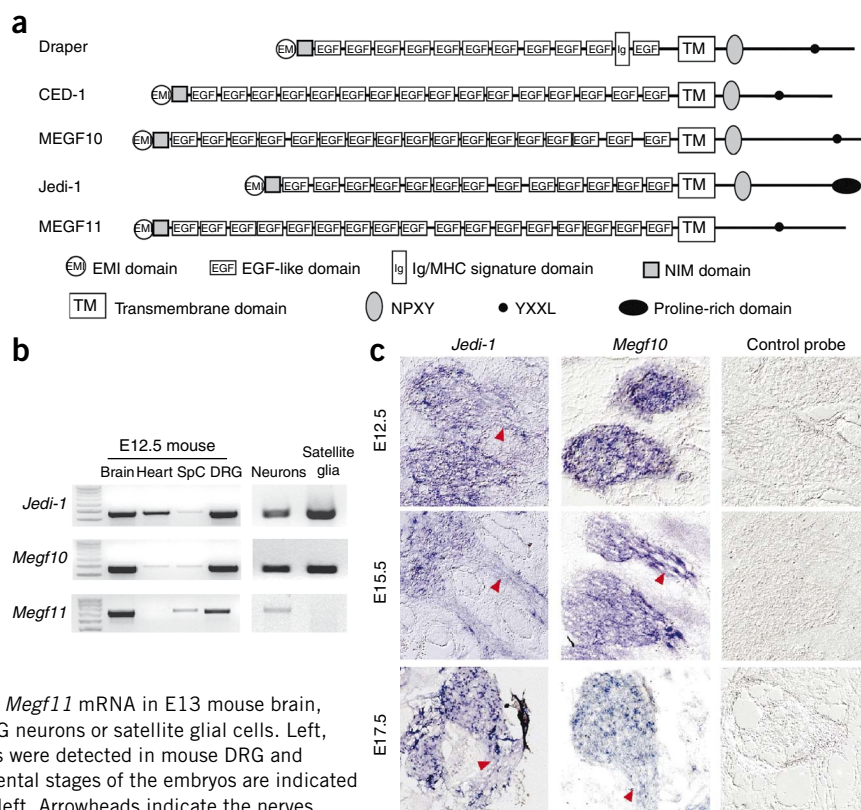 a
Draper EMI EGF EGF EGF EGF EGF EGF EGF EGF EGF EGF Ig EGF TM
CED-1 EMI EGF EGF EGF EGF EGF EGF EGF EGF EGF EGF EGF EGF EGF EGF EGF EGF TM
MEGF10 EMI EGF EGF EGF EGF EGF EGF EGF EGF EGF EGF EGF EGF EGF EGF EGF EGF EGF TM
Jedi-1 EMI EGF EGF EGF EGF EGF EGF EGF EGF EGF EGF EGF EGF EGF TM
MEGF11 EMI EGF EGF EGF EGF EGF EGF EGF EGF EGF EGF EGF EGF EGF EGF EGF EGF EGF TM
EMI EMI domain EGF EGF-like domain Ig Ig/MHC signature domain NIM domain
TM Transmembrane domain NPXY YXXL Proline-rich domain
b
E12.5 mouse
Brain Heart SpC DRG Neurons Satellite glia
Jedi-1
Megf10
Megf11
c
Jedi-1 Megf10 Control probe
E12.5
E15.5
E17.5
Megf11 mRNA in E13 mouse brain,
G neurons or satellite glial cells. Left,
s were detected in mouse DRG and
ental stages of the embryos are indicated
left. Arrowheads indicate the nerves